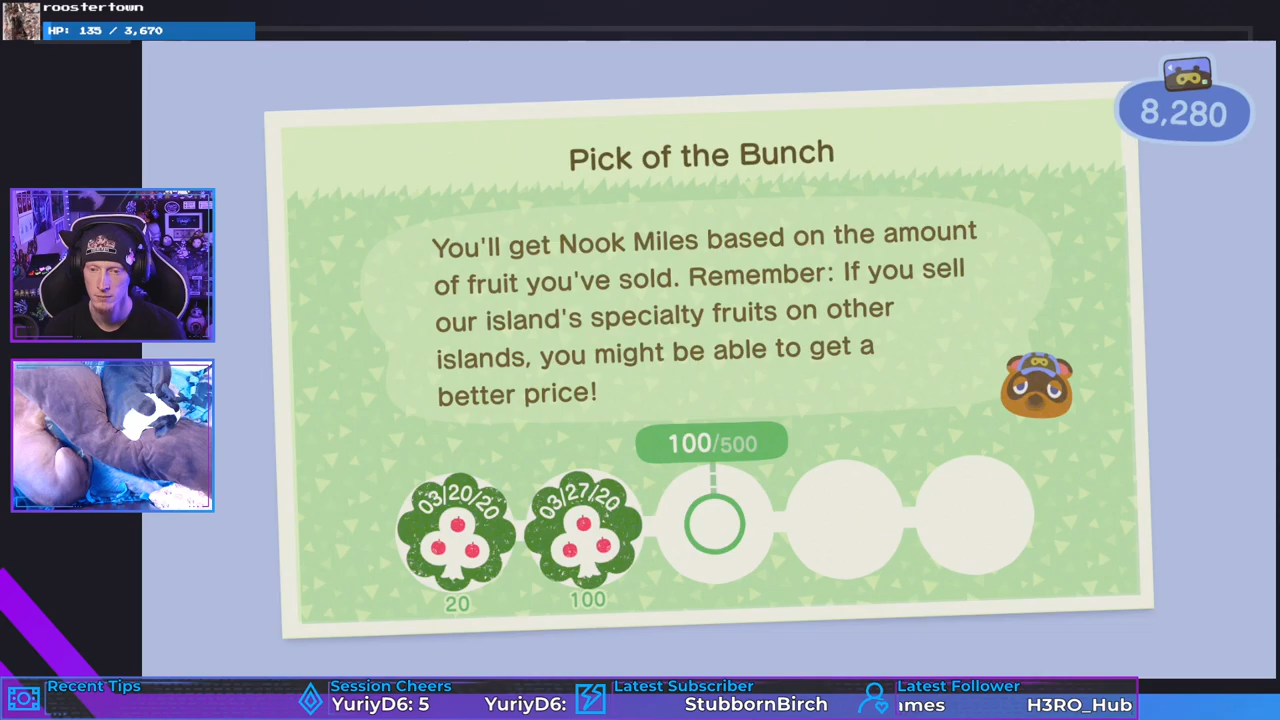 roostertown
HP: 135 / 3,670
8,280
Pick of the Bunch
You'll get Nook Miles based on the amount
of fruit you've sold. Remember: If you sell
our island's specialty fruits on other
islands, you might be able to get a
better price!
100/500
03/20/20
03/27/20
20
100
Recent Tips
Session Cheers
YuriyD6: 5
YuriyD6:
Latest Subscriber
StubbornBirch
Latest Follower
ames
H3RO_Hub